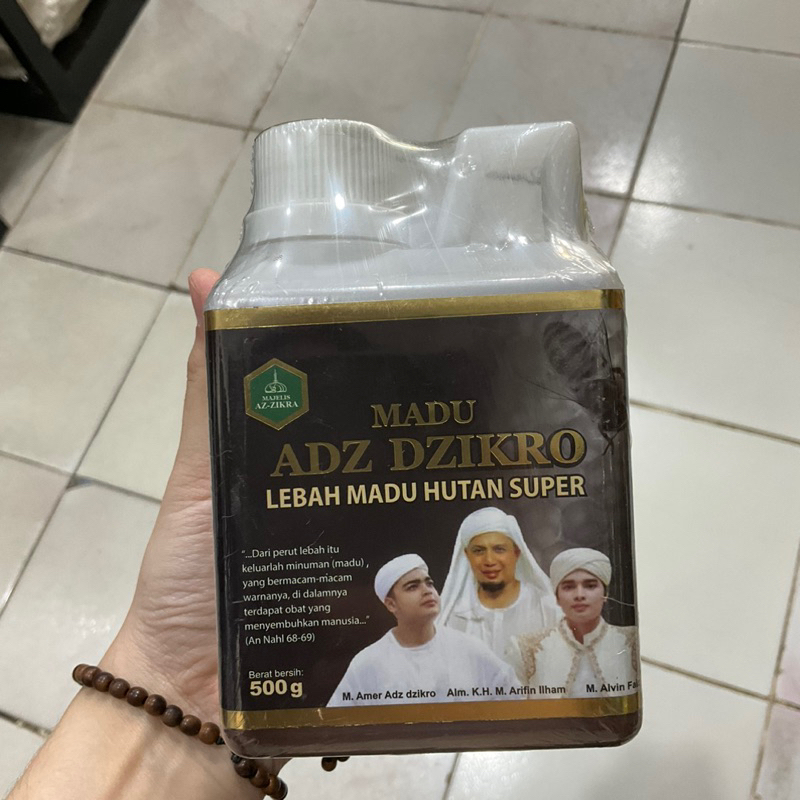 MAJELIS
AZ-ZIKRA
MADU
ADZ DZIKRO
LEBAH MADU HUTAN SUPER
"...Dari perut lebah itu
keluarlah minuman (madu) ,
yang bermacam-macam
warnanya, di dalamnya
terdapat obat yang
menyembuhkan manusia..."
(An Nahl 68-69)
Berat bersih:
500 g
M. Amer Adz dzikro Alm. K.H. M. Arifin Ilham M. Alvin